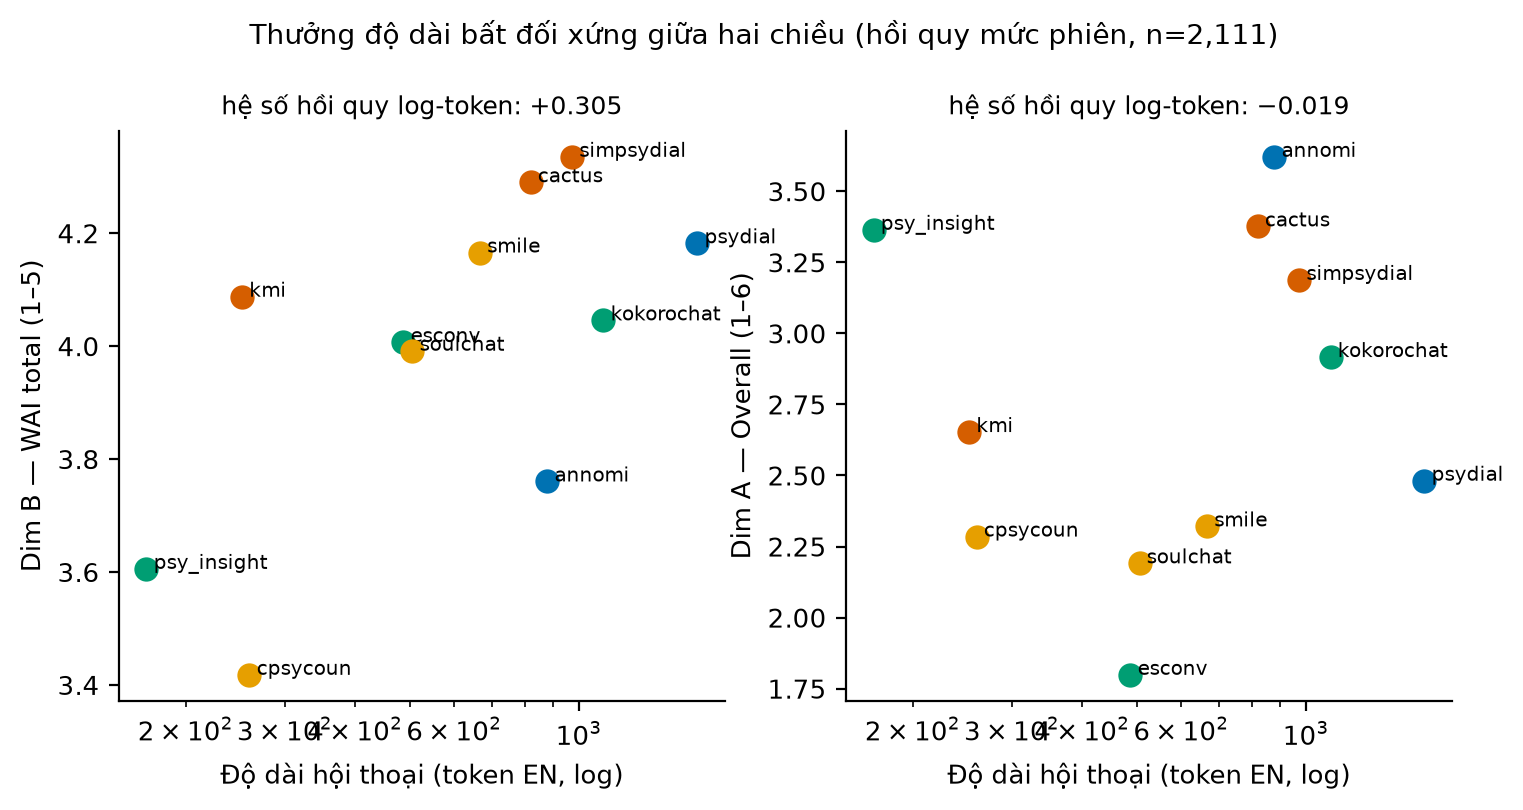 Thưởng độ dài bất đối xứng giữa hai chiều (hồi quy mức phiên, n=2,111)
hệ số hồi quy log-token: +0.305
Dim B — WAI total (1–5)
4.2
4.0
3.8
3.6
3.4
simpsydial
cactus
smile
psydial
kmi
kokorochat
esconv
soulchat
annomi
psy_insight
cpsycoun
2 × 10² 3 × 10² 4 × 10² 6 × 10² 10³
Độ dài hội thoại (token EN, log)
hệ số hồi quy log-token: −0.019
Dim A — Overall (1–6)
3.50
3.25
3.00
2.75
2.50
2.25
2.00
1.75
annomi
psy_insight
cactus
simpsydial
kokorochat
kmi
psydial
cpsycoun
smile
soulchat
esconv
2 × 10² 3 × 10² 4 × 10² 6 × 10² 10³
Độ dài hội thoại (token EN, log)